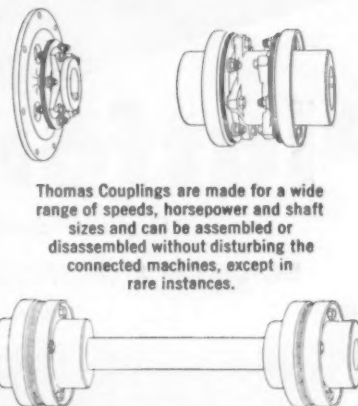 Thomas Couplings are made for a wide
range of speeds, horsepower and shaft
sizes and can be assembled or
disassembled without disturbing the
connected machines, except in
rare instances.